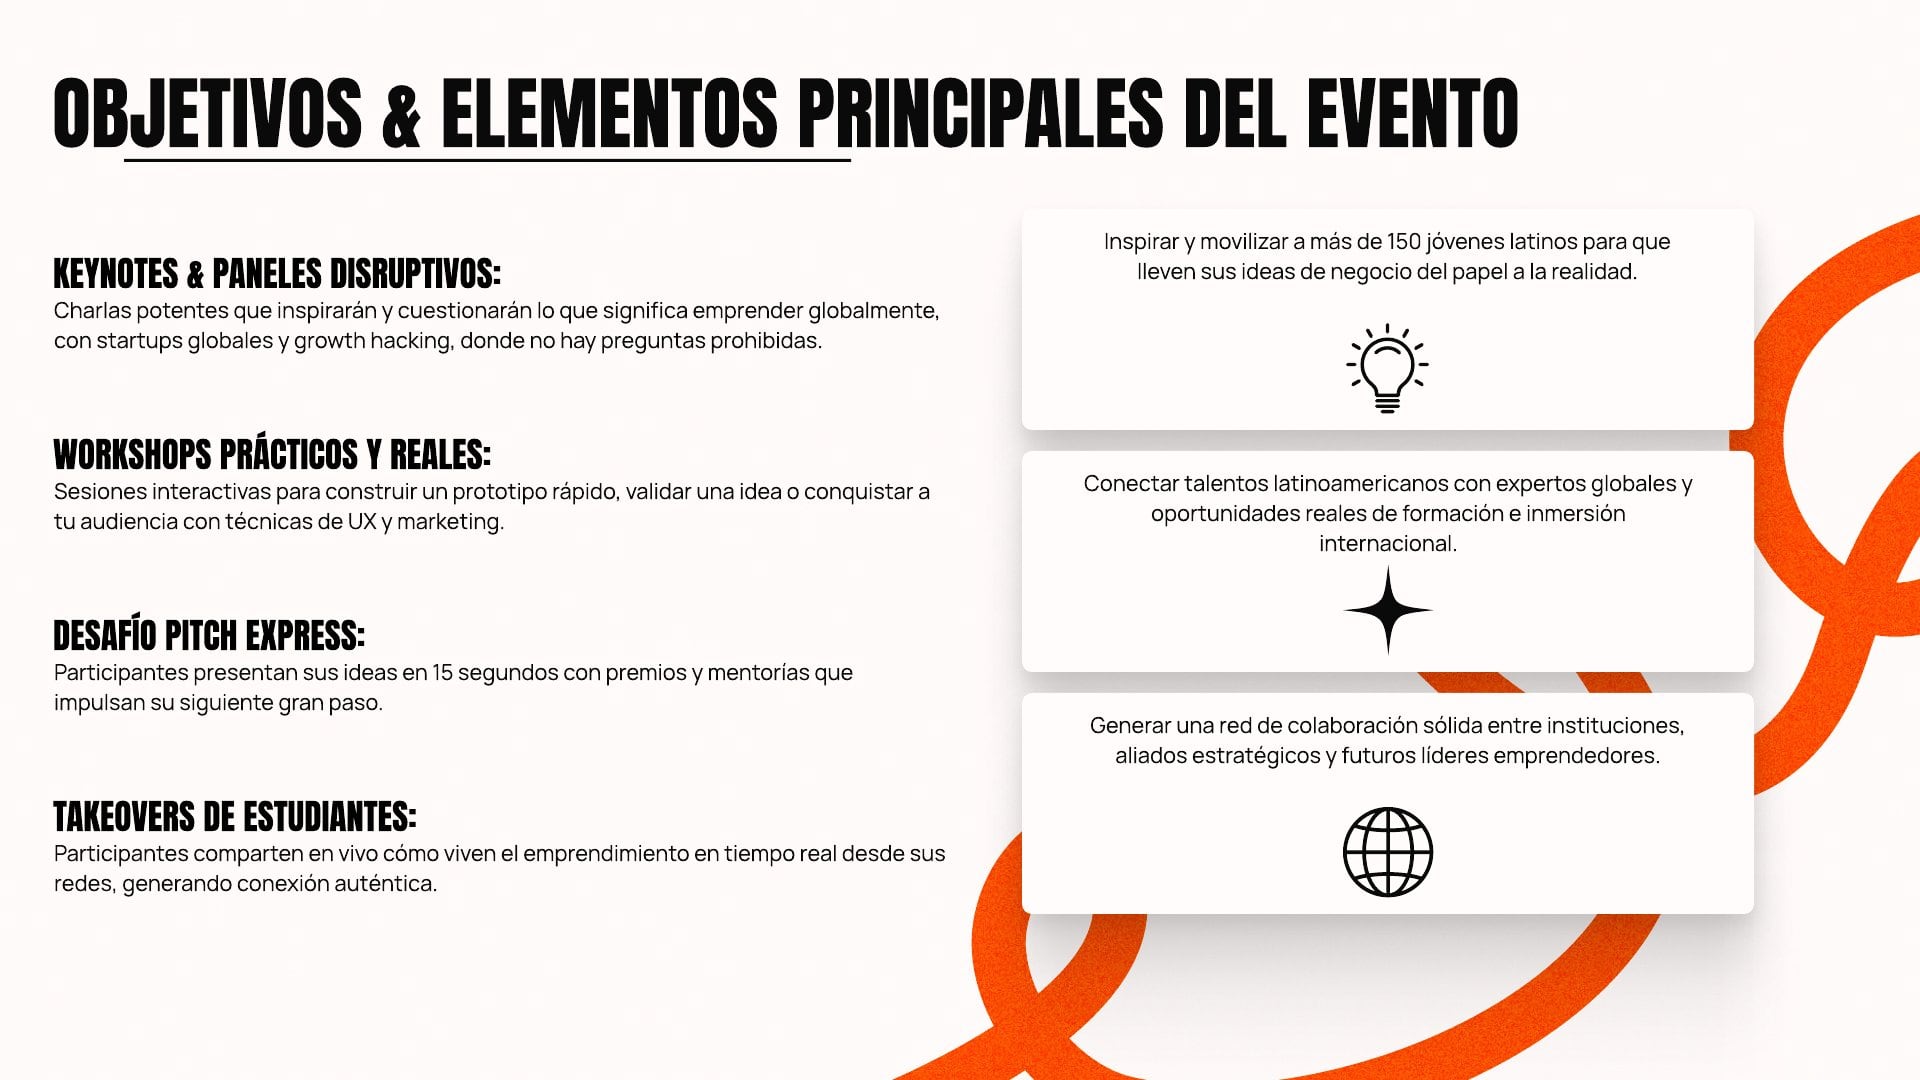 OBJETIVOS & ELEMENTOS PRINCIPALES DEL EVENTO
KEYNOTES & PANELES DISRUPTIVOS:
Charlas potentes que inspirarán y cuestionarán lo que significa emprender globalmente,
con startups globales y growth hacking, donde no hay preguntas prohibidas.
WORKSHOPS PRÁCTICOS Y REALES:
Sesiones interactivas para construir un prototipo rápido, validar una idea o conquistar a
tu audiencia con técnicas de UX y marketing.
DESAFÍO PITCH EXPRESS:
Participantes presentan sus ideas en 15 segundos con premios y mentorías que
impulsan su siguiente gran paso.
TAKEOVERS DE ESTUDIANTES:
Participantes comparten en vivo cómo viven el emprendimiento en tiempo real desde sus
redes, generando conexión auténtica.
Inspirar y movilizar a más de 150 jóvenes latinos para que
lleven sus ideas de negocio del papel a la realidad.
Conectar talentos latinoamericanos con expertos globales y
oportunidades reales de formación e inmersión
internacional.
Generar una red de colaboración sólida entre instituciones,
aliados estratégicos y futuros líderes emprendedores.